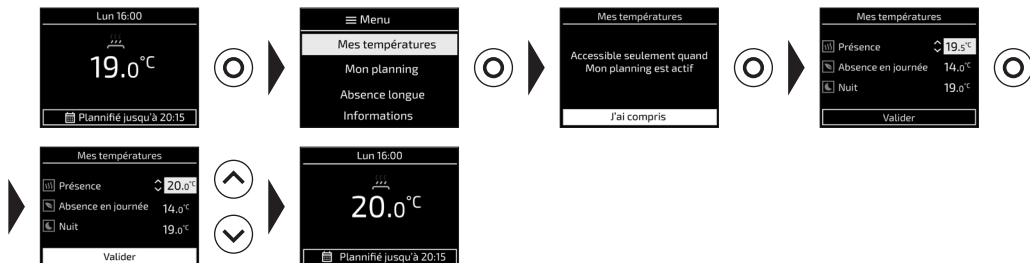 Lun 16:00
19.0°C
Plannifié jusqu'à 20:15
Menu
Mes températures
Mon planning
Absence longue
Informations
Mes températures
Accessible seulement quand
Mon planning est actif
J'ai compris
Mes températures
Présence 19.5°C
Absence en journée 14.0°C
Nuit 19.0°C
Valider
Mes températures
Présence 20.0°C
Absence en journée 14.0°C
Nuit 19.0°C
Valider
Lun 16:00
20.0°C
Plannifié jusqu'à 20:15